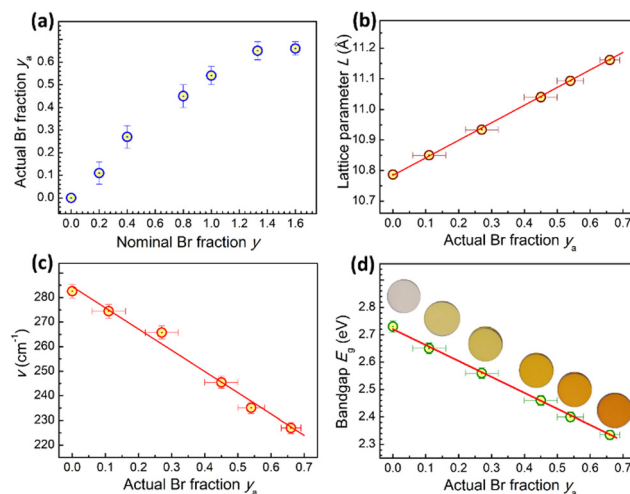 (a)
Actual Br fraction yₐ
0.6
0.5
0.4
0.3
0.2
0.1
0.0
0.0 0.2 0.4 0.6 0.8 1.0 1.2 1.4 1.6
Nominal Br fraction y
(b)
Lattice parameter L (Å)
11.2
11.1
11.0
10.9
10.8
10.7
0.0 0.1 0.2 0.3 0.4 0.5 0.6 0.7
Actual Br fraction yₐ
(c)
ν (cm⁻¹)
290
280
270
260
250
240
230
220
0.0 0.1 0.2 0.3 0.4 0.5 0.6 0.7
Actual Br fraction yₐ
(d)
Bandgap E_g (eV)
2.8
2.7
2.6
2.5
2.4
2.3
0.0 0.1 0.2 0.3 0.4 0.5 0.6 0.7
Actual Br fraction yₐ